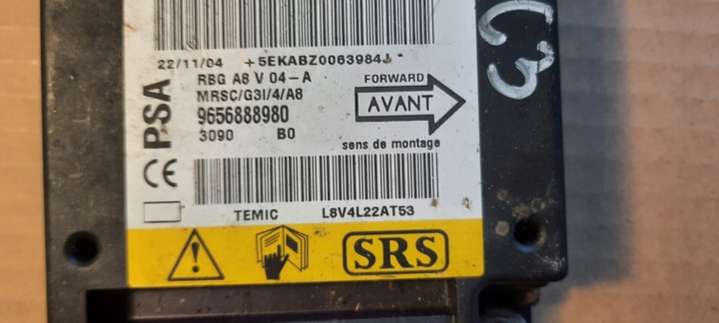 22/11/04 +5EKABZ0063984J
RBG A8 V 04-A
MRSC/G3I/4/A8
9656888980
3090 B0
PSA
CE
FORWARD
AVANT
sens de montage
TEMIC L8V4L22AT53
SRS
C3